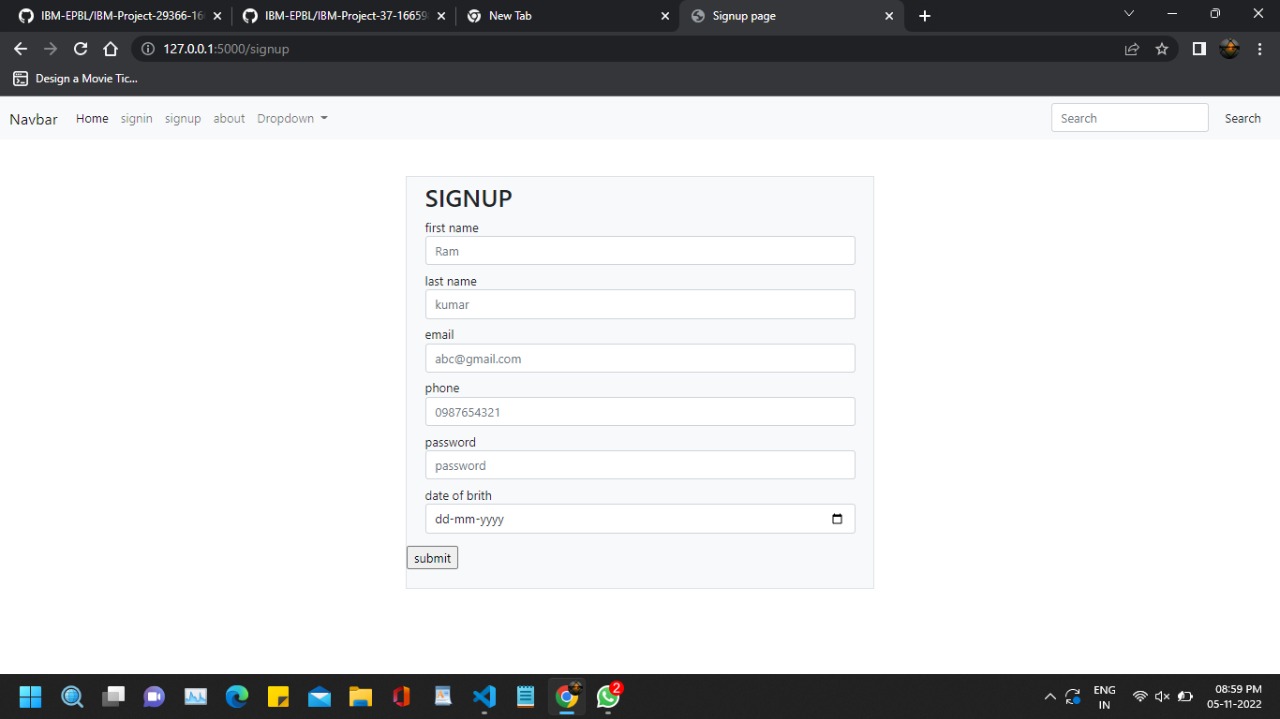 IBM-EPBL/IBM-Project-29366-16
IBM-EPBL/IBM-Project-37-16659
New Tab
Signup page
127.0.0.1:5000/signup
Design a Movie Tic...
Navbar Home signin signup about Dropdown Search Search
SIGNUP
first name
Ram
last name
kumar
email
abc@gmail.com
phone
0987654321
password
password
date of brith
dd-mm-yyyy
submit
2
ENG
IN
08:59 PM
05-11-2022